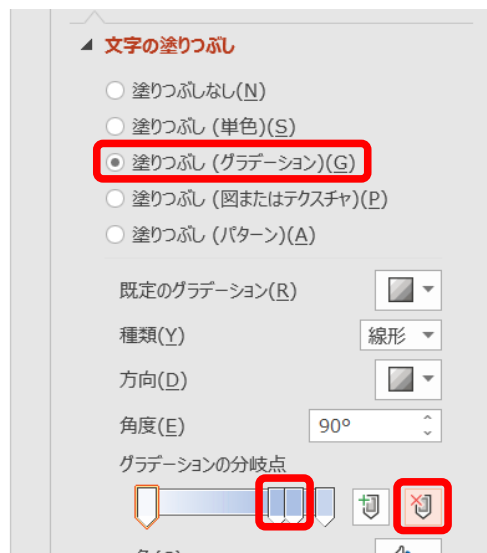 文字の塗りつぶし
塗りつぶしなし(N)
塗りつぶし (単色)(S)
塗りつぶし (グラデーション)(G)
塗りつぶし (図またはテクスチャ)(P)
塗りつぶし (パターン)(A)
既定のグラデーション(R)
種類(Y) 線形
方向(D)
角度(E) 90°
グラデーションの分岐点